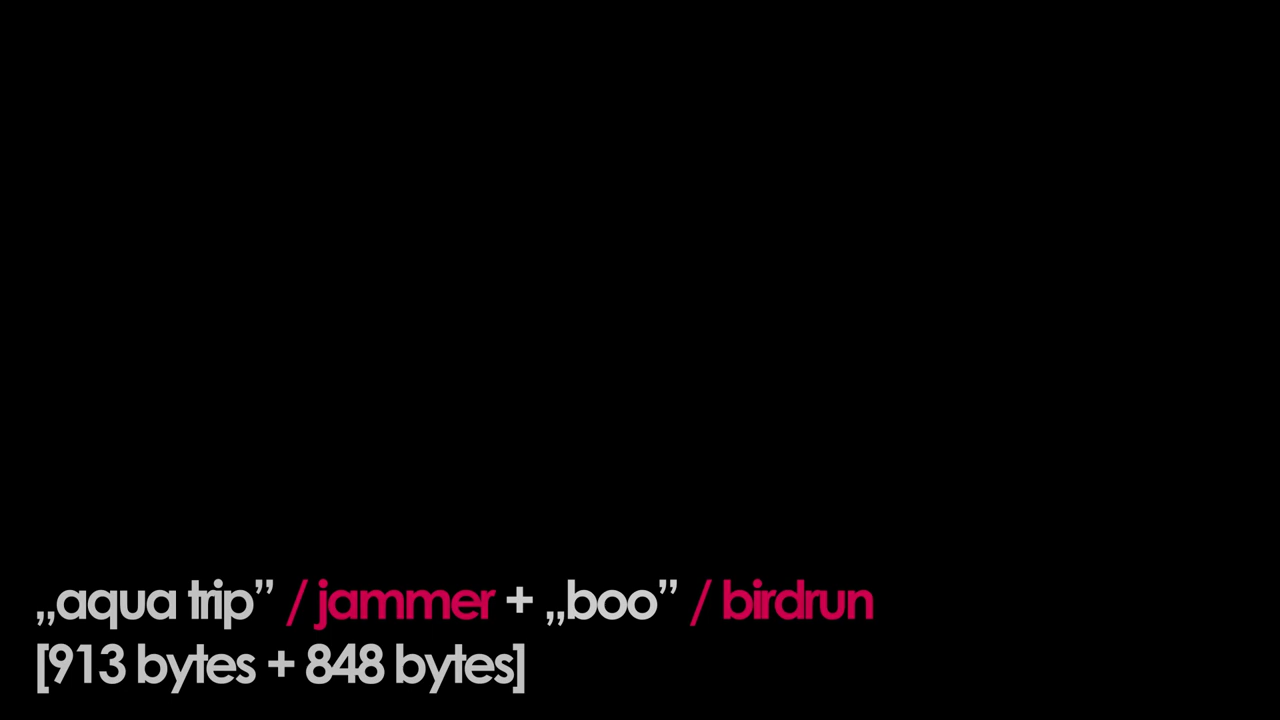 „aqua trip” / jammer + „boo” / birdrun
[913 bytes + 848 bytes]